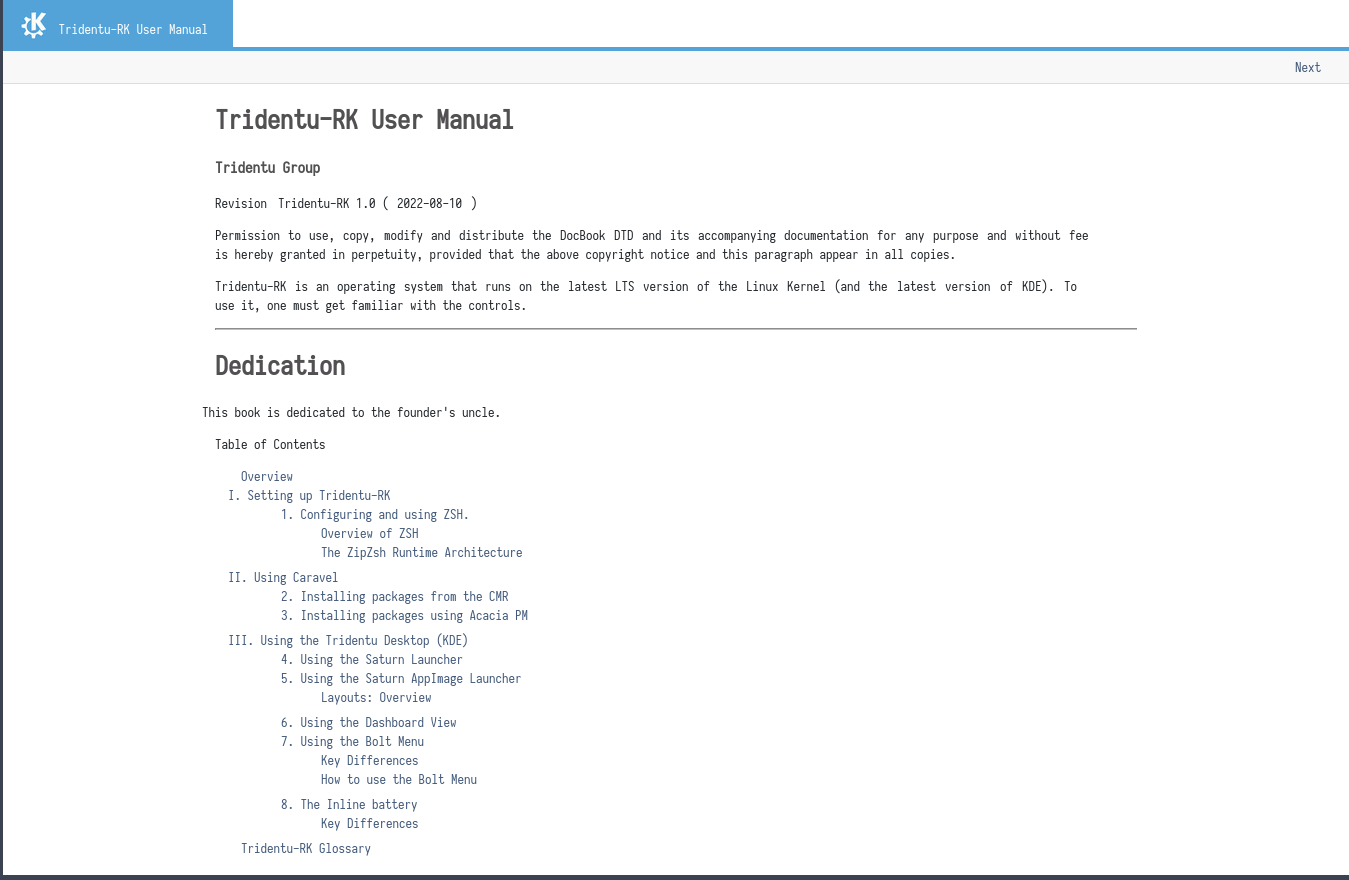 Tridentu-RK User Manual
Next
Tridentu-RK User Manual
Tridentu Group
Revision Tridentu-RK 1.0 ( 2022-08-10 )
Permission to use, copy, modify and distribute the DocBook DTD and its accompanying documentation for any purpose and without fee
is hereby granted in perpetuity, provided that the above copyright notice and this paragraph appear in all copies.
Tridentu-RK is an operating system that runs on the latest LTS version of the Linux Kernel (and the latest version of KDE). To
use it, one must get familiar with the controls.
Dedication
This book is dedicated to the founder's uncle.
Table of Contents
Overview
I. Setting up Tridentu-RK
1. Configuring and using ZSH.
Overview of ZSH
The ZipZsh Runtime Architecture
II. Using Caravel
2. Installing packages from the CMR
3. Installing packages using Acacia PM
III. Using the Tridentu Desktop (KDE)
4. Using the Saturn Launcher
5. Using the Saturn AppImage Launcher
Layouts: Overview
6. Using the Dashboard View
7. Using the Bolt Menu
Key Differences
How to use the Bolt Menu
8. The Inline battery
Key Differences
Tridentu-RK Glossary